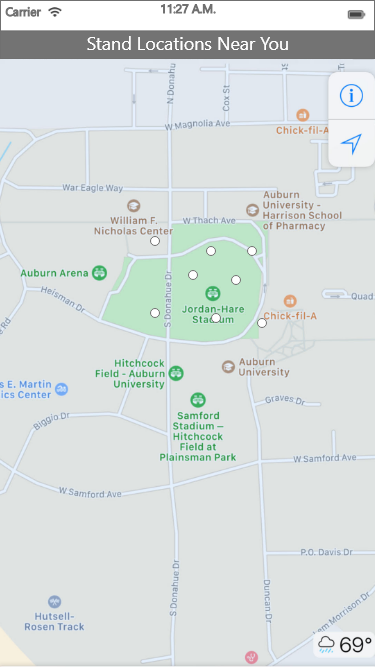 Carrier 11:27 A.M.
Stand Locations Near You
N Donahu
Cox St
W Magnolia Ave
Chick-fil-A
War Eagle Way
William F.
Nicholas Center
W Thach Ave
Auburn
University -
Harrison School
of Pharmacy
Auburn Arena
Heisman Dr
S Donahue Dr
Jordan-Hare
Stadium
Quad
Chick-fil-A
e Rd
Hitchcock
Field - Auburn
University
Auburn
University
s E. Martin
ics Center
Biggio Dr
Graves Dr
Samford
Stadium –
Hitchcock
Field at
Plainsman Park
W Samford Ave
W Samford Ave
P.O. Davis Dr
S Donahue Dr
Duncan Dr
Lem Morrison Dr
Hutsell-
Rosen Track
69°